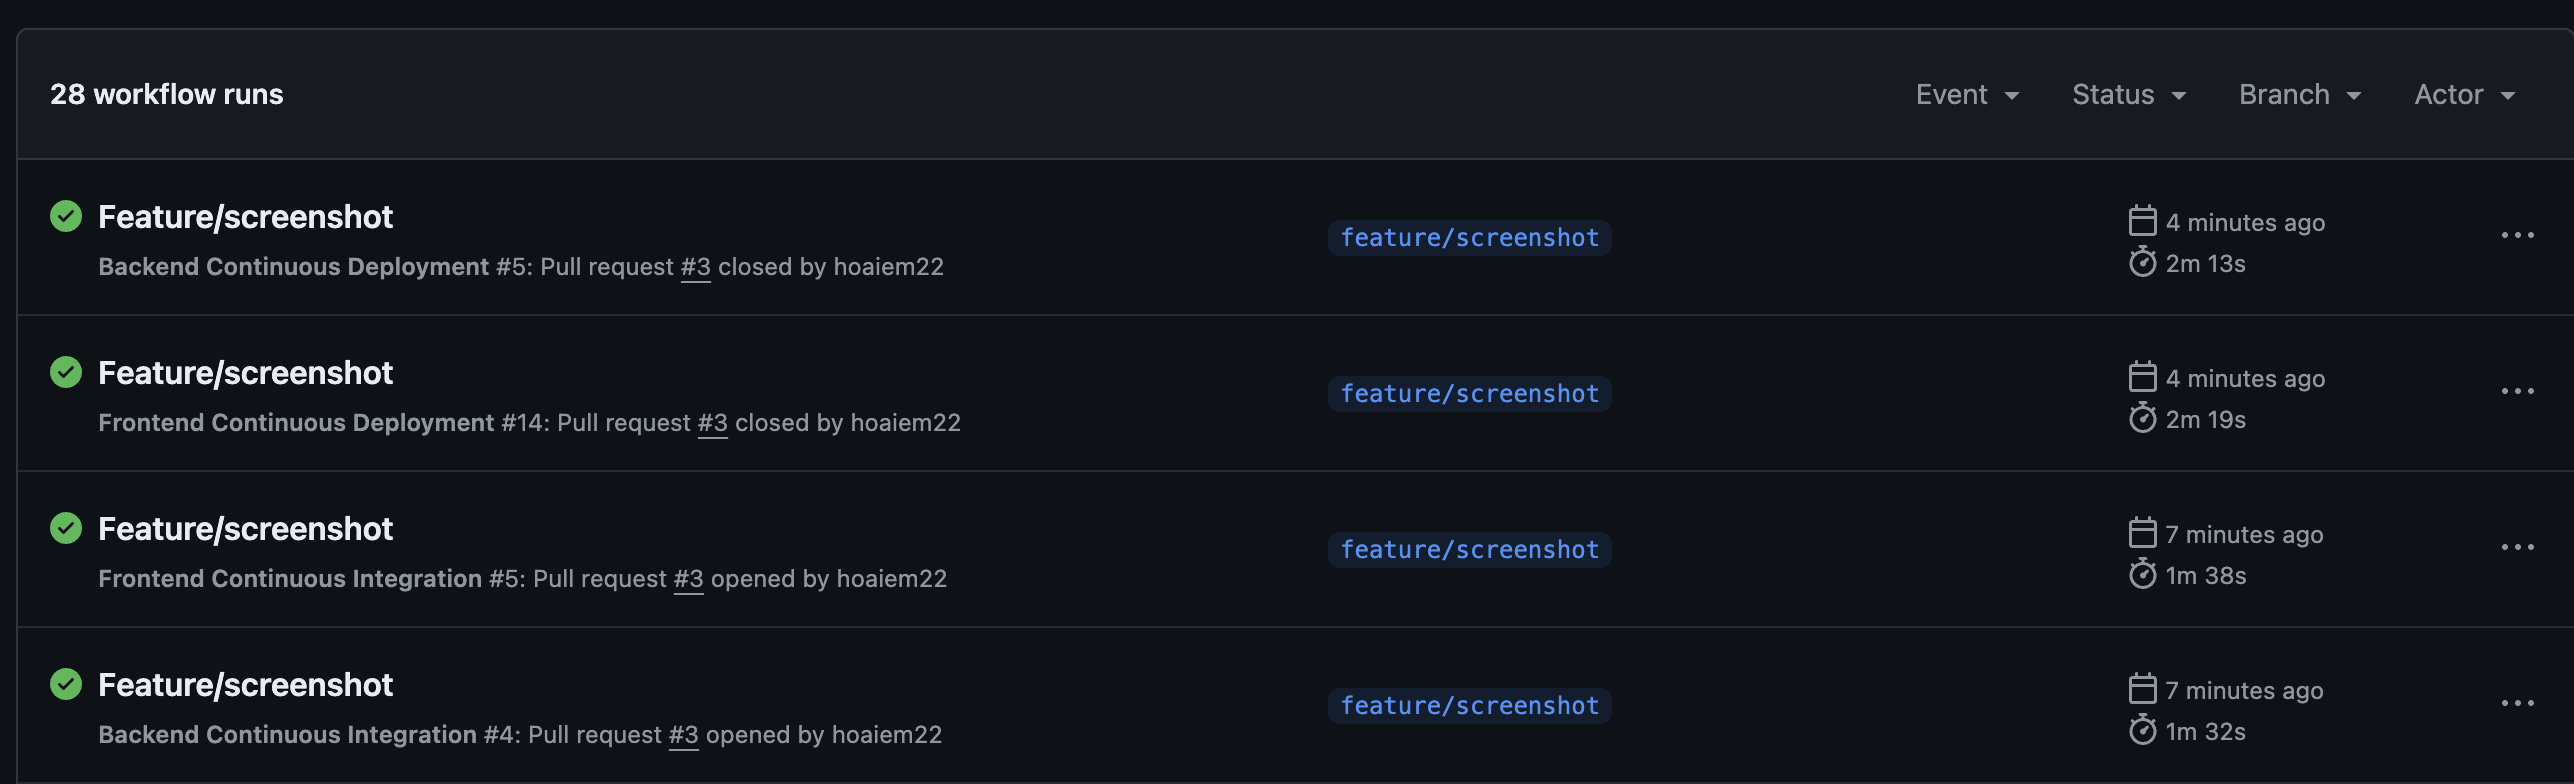 28 workflow runs
Event Status Branch Actor
Feature/screenshot
Backend Continuous Deployment #5: Pull request #3 closed by hoaiem22
feature/screenshot
4 minutes ago
2m 13s
Feature/screenshot
Frontend Continuous Deployment #14: Pull request #3 closed by hoaiem22
feature/screenshot
4 minutes ago
2m 19s
Feature/screenshot
Frontend Continuous Integration #5: Pull request #3 opened by hoaiem22
feature/screenshot
7 minutes ago
1m 38s
Feature/screenshot
Backend Continuous Integration #4: Pull request #3 opened by hoaiem22
feature/screenshot
7 minutes ago
1m 32s